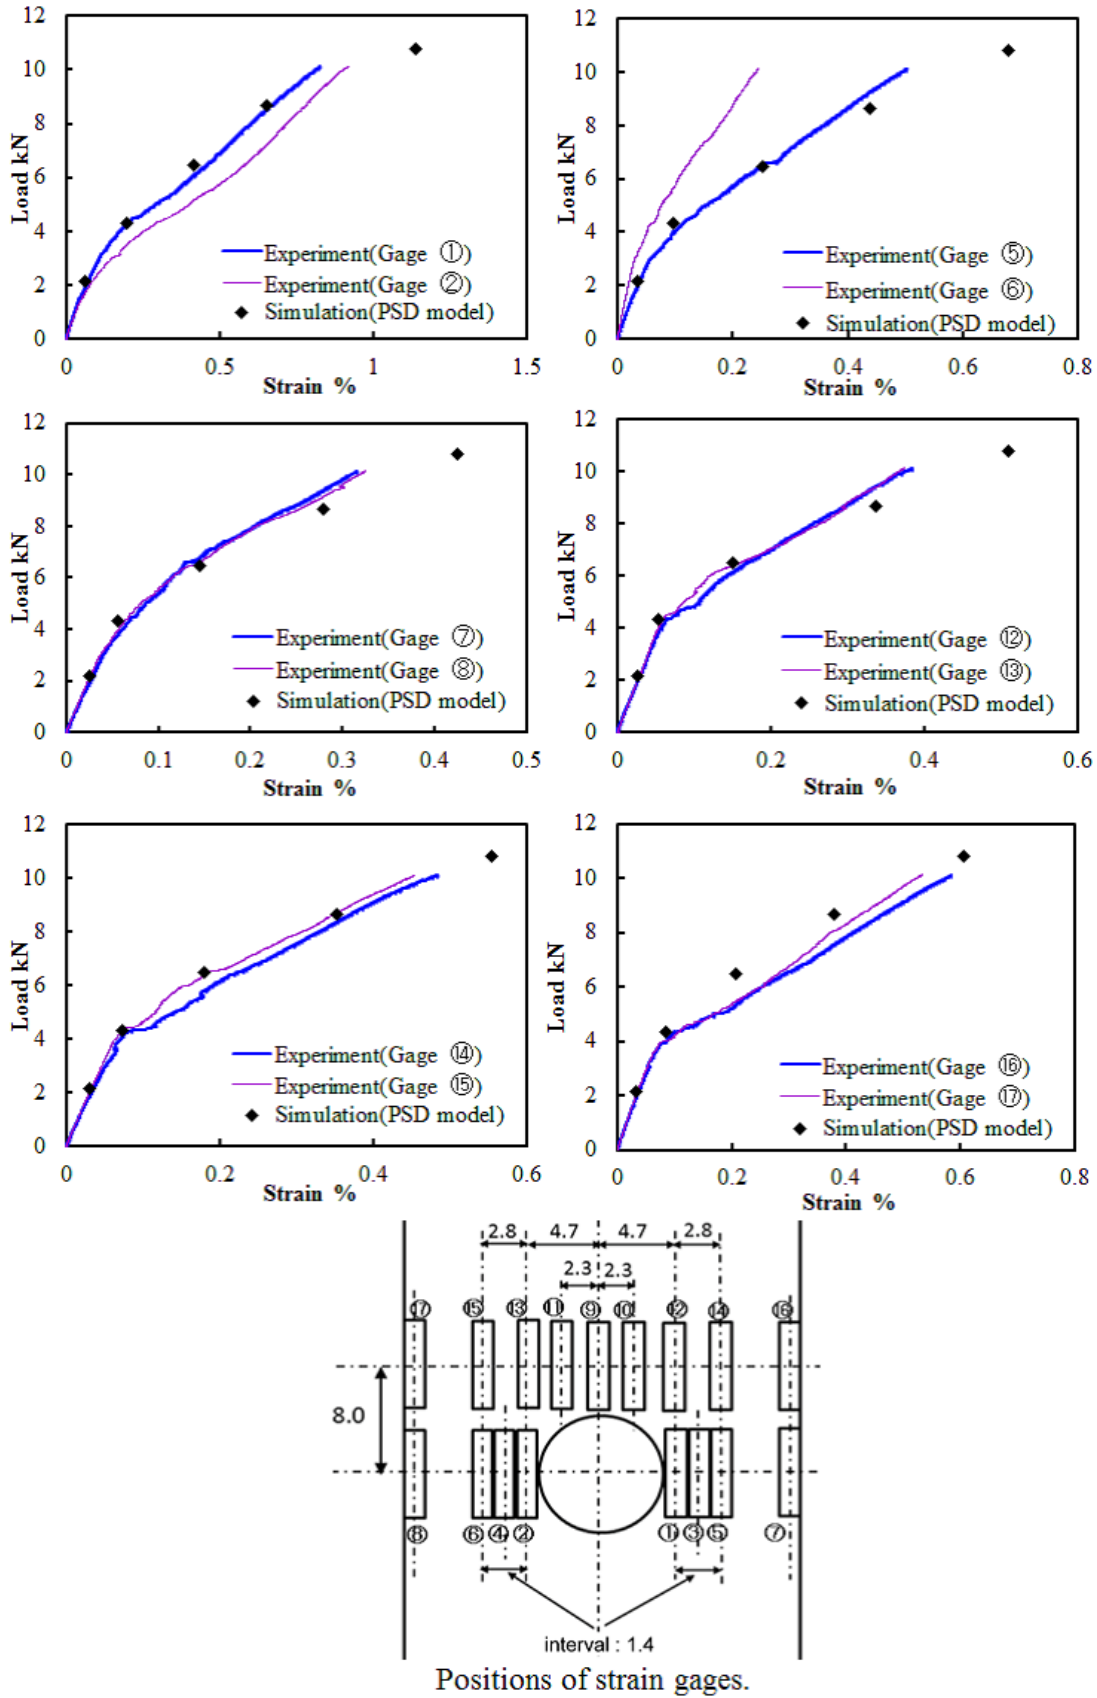 12
10
8
6
4
2
0
Load kN
Experiment(Gage ①)
Experiment(Gage ②)
Simulation(PSD model)
0 0.5 1 1.5
Strain %
12
10
8
6
4
2
0
Load kN
Experiment(Gage ⑤)
Experiment(Gage ⑥)
Simulation(PSD model)
0 0.2 0.4 0.6 0.8
Strain %
12
10
8
6
4
2
0
Load kN
Experiment(Gage ⑦)
Experiment(Gage ⑧)
Simulation(PSD model)
0 0.1 0.2 0.3 0.4 0.5
Strain %
12
10
8
6
4
2
0
Load kN
Experiment(Gage ⑫)
Experiment(Gage ⑬)
Simulation(PSD model)
0 0.2 0.4 0.6
Strain %
12
10
8
6
4
2
0
Load kN
Experiment(Gage ⑭)
Experiment(Gage ⑮)
Simulation(PSD model)
0 0.2 0.4 0.6
Strain %
12
10
8
6
4
2
0
Load kN
Experiment(Gage ⑯)
Experiment(Gage ⑰)
Simulation(PSD model)
0 0.2 0.4 0.6 0.8
Strain %
2.8 4.7 4.7 2.8
2.3 2.3
⑰ ⑮ ⑬ ⑪ ⑨ ⑩ ⑫ ⑭ ⑯
8.0
⑧ ⑥ ④ ② ① ③ ⑤ ⑦
interval : 1.4
Positions of strain gages.